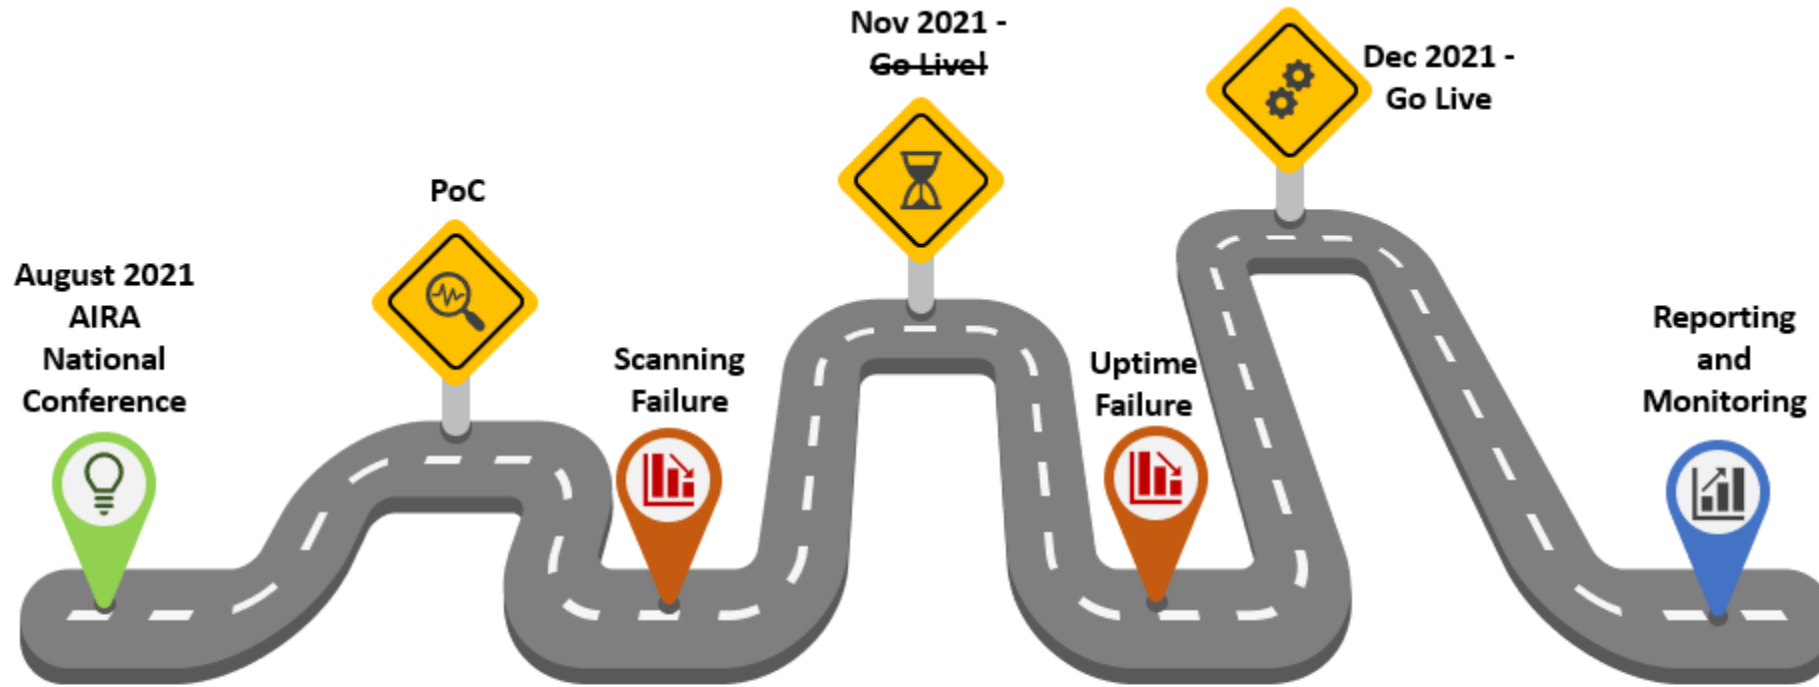 August 2021
AIRA
National
Conference
PoC
Scanning
Failure
Nov 2021 -
Go Live!
Uptime
Failure
Dec 2021 -
Go Live
Reporting
and
Monitoring